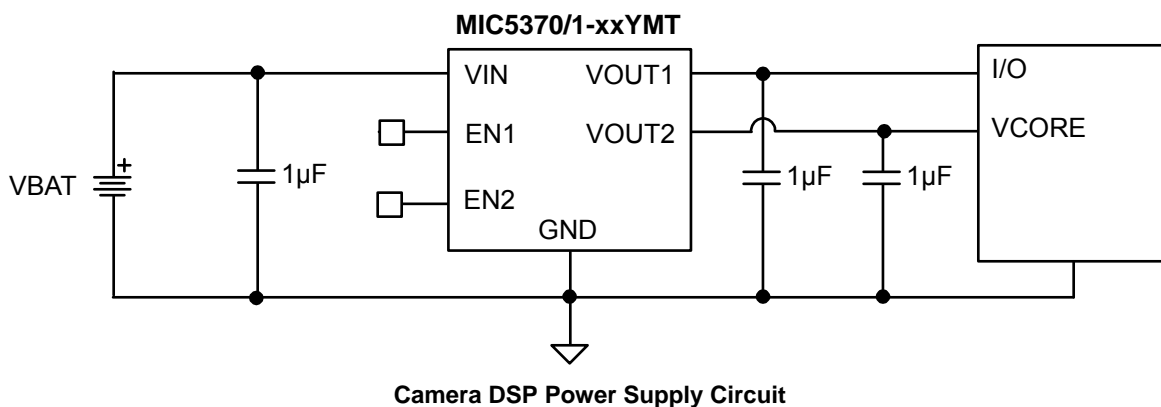 MIC5370/1-xxYMT
VIN
VOUT1
I/O
EN1
VOUT2
VCORE
+
VBAT
1µF
1µF
1µF
EN2
GND
Camera DSP Power Supply Circuit